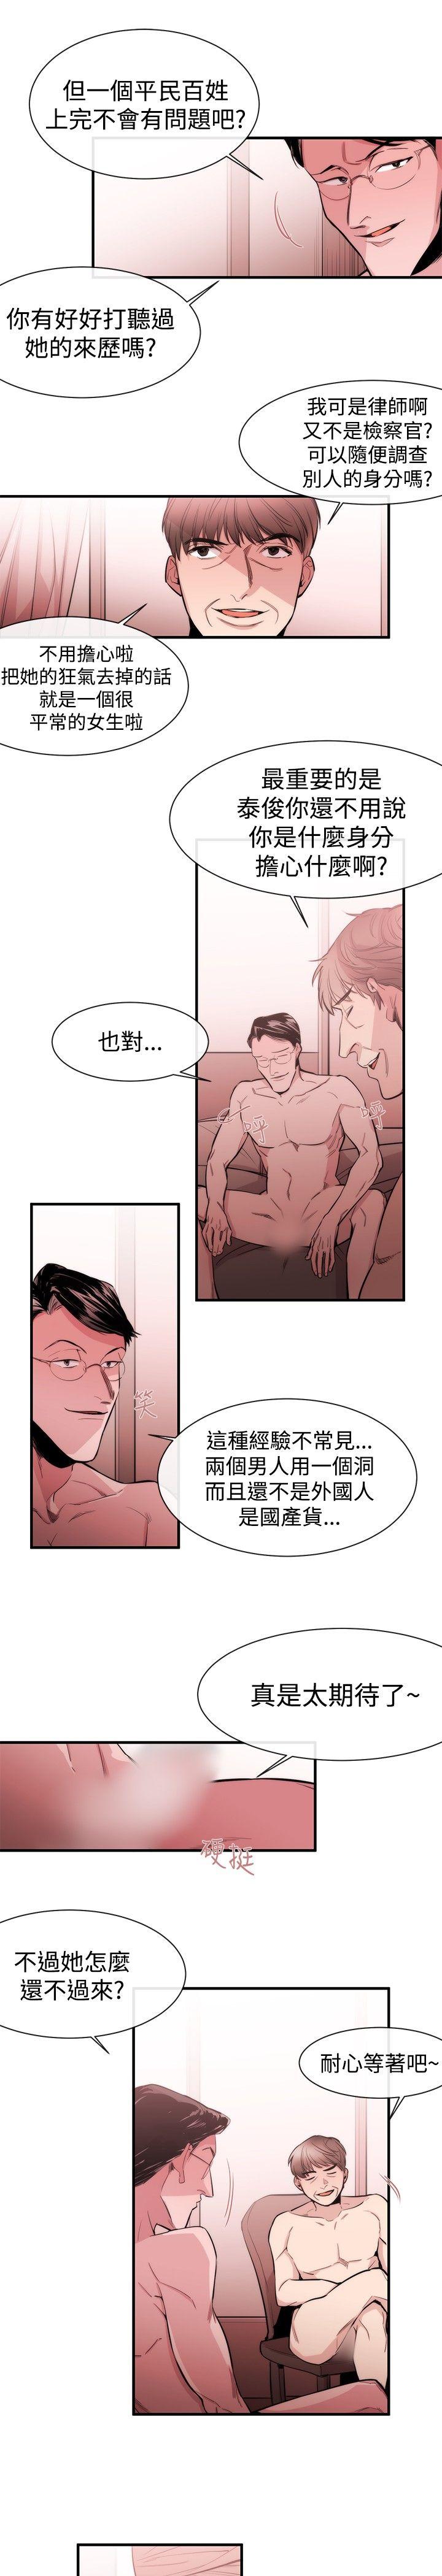 但一個平民百姓
上完不會有問題吧?
你有好好打聽過
她的來歷嗎?
我可是律師啊
又不是檢察官?
可以隨便調查
別人的身分嗎?
不用擔心啦
把她的狂氣去掉的話
就是一個很
平常的女生啦
最重要的是
泰俊你還不用說
你是什麼身分
擔心什麼啊?
也對...
呼
呼
笑
這種經驗不常見...
兩個男人用一個洞
而且還不是外國人
是國產貨...
真是太期待了~
硬挺
不過她怎麼
還不過來?
耐心等著吧~